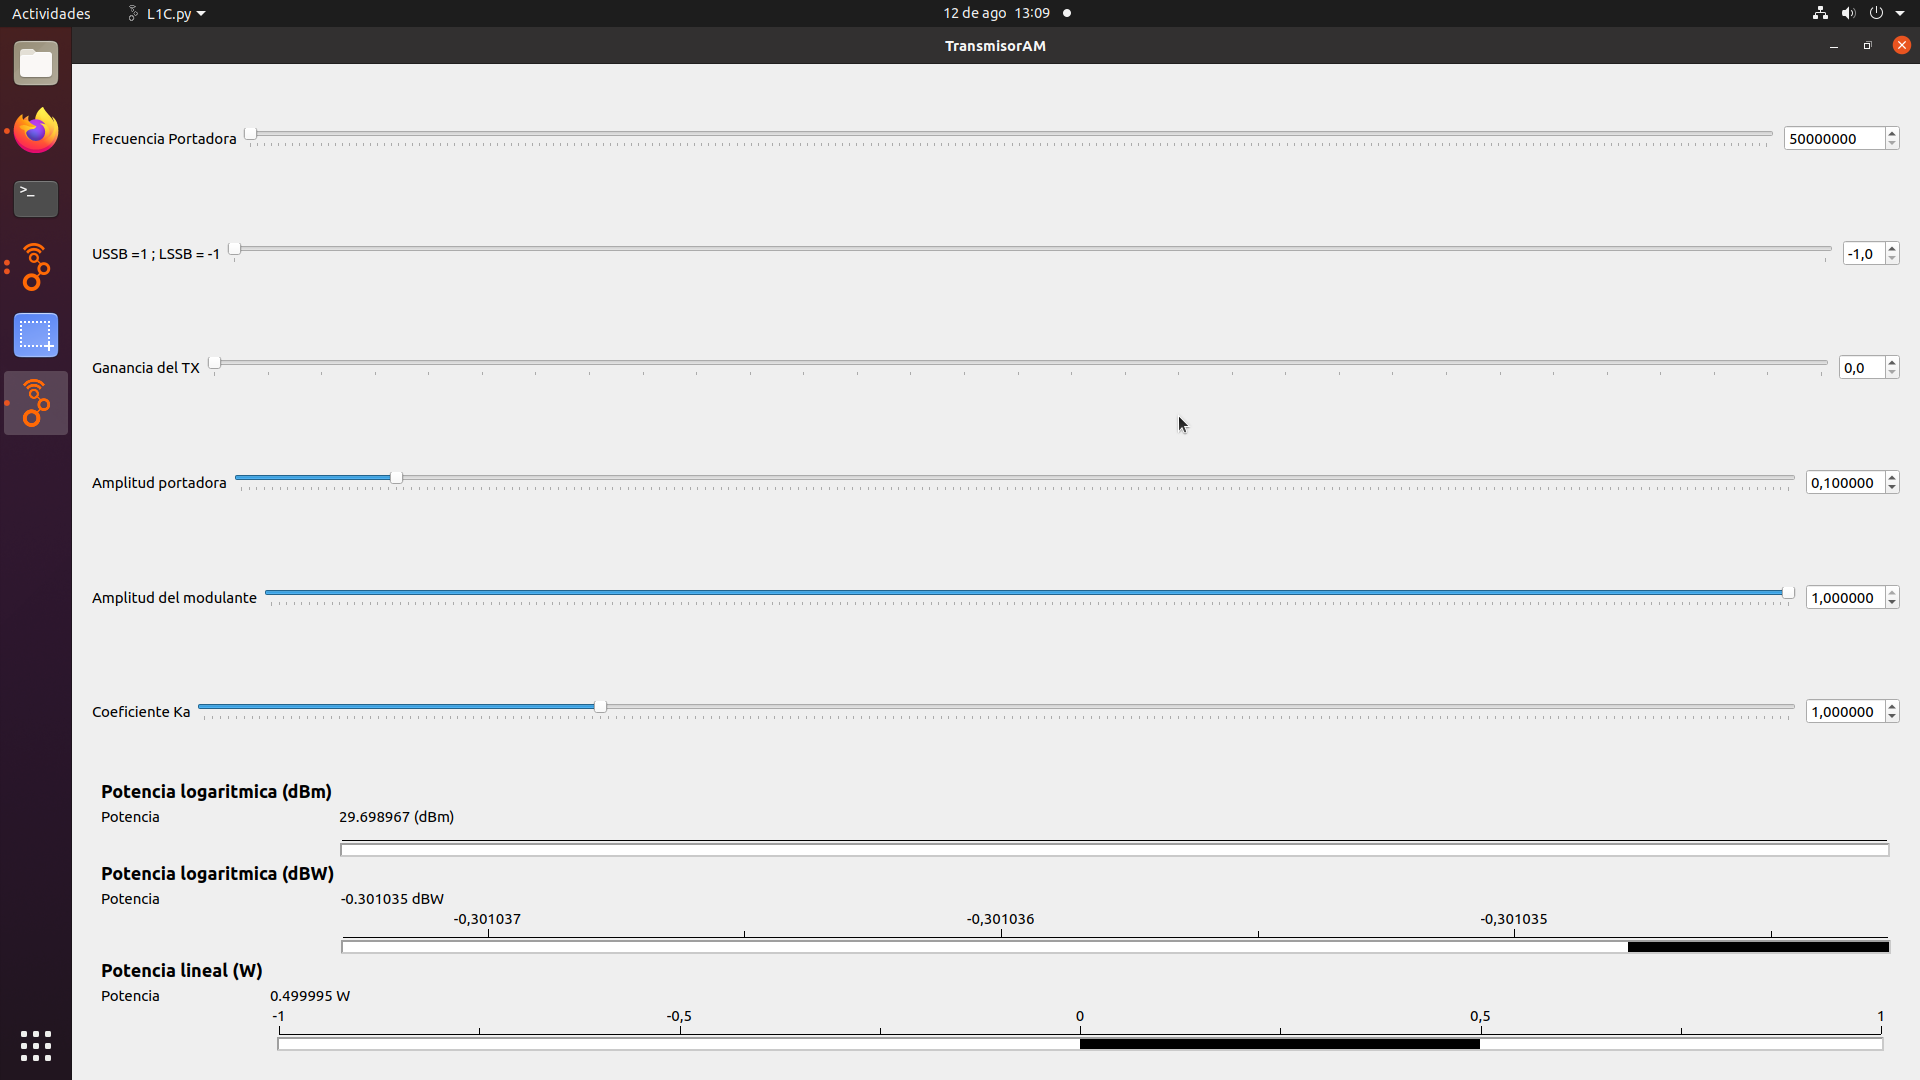 Actividades L1C.py 12 de ago 13:09
TransmisorAM
Frecuencia Portadora 50000000
USSB =1 ; LSSB = -1 -1,0
Ganancia del TX 0,0
Amplitud portadora 0,100000
Amplitud del modulante 1,000000
Coeficiente Ka 1,000000
Potencia logaritmica (dBm)
Potencia 29.698967 (dBm)
Potencia logaritmica (dBW)
Potencia -0.301035 dBW
-0,301037 -0,301036 -0,301035
Potencia lineal (W)
Potencia 0.499995 W
-1 -0,5 0 0,5 1